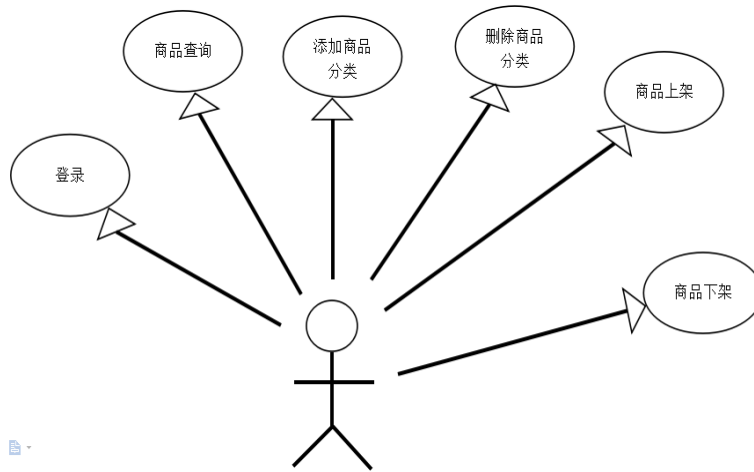 商品查询
添加商品
分类
删除商品
分类
商品上架
登录
商品下架